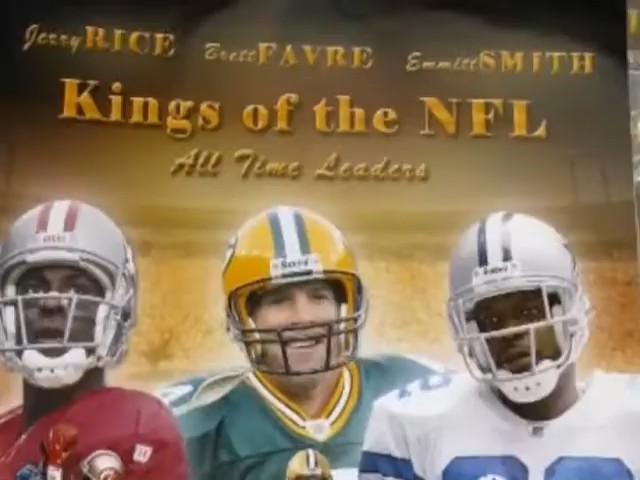 Jerry RICE Brett FAVRE Emmitt SMITH
Kings of the NFL
All Time Leaders